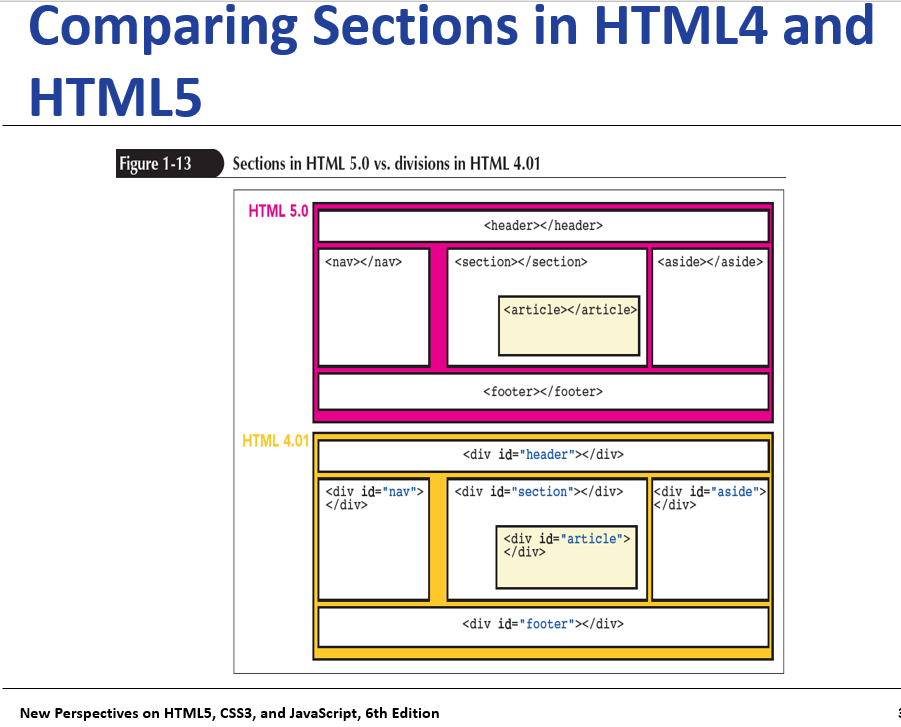 Comparing Sections in HTML4 and
HTML5
Figure 1-13 Sections in HTML 5.0 vs. divisions in HTML 4.01
HTML 5.0
<header></header>
<nav></nav>
<section></section>
<aside></aside>
<article></article>
<footer></footer>
HTML 4.01
<div id="header"></div>
<div id="nav">
</div>
<div id="section"></div>
<div id="aside">
</div>
<div id="article">
</div>
<div id="footer"></div>
New Perspectives on HTML5, CSS3, and JavaScript, 6th Edition